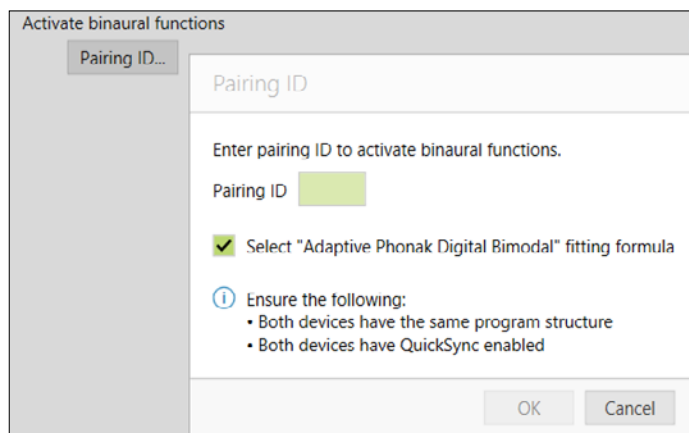 Activate binaural functions
Pairing ID...
Pairing ID
Enter pairing ID to activate binaural functions.
Pairing ID
Select "Adaptive Phonak Digital Bimodal" fitting formula
Ensure the following:
• Both devices have the same program structure
• Both devices have QuickSync enabled
OK
Cancel